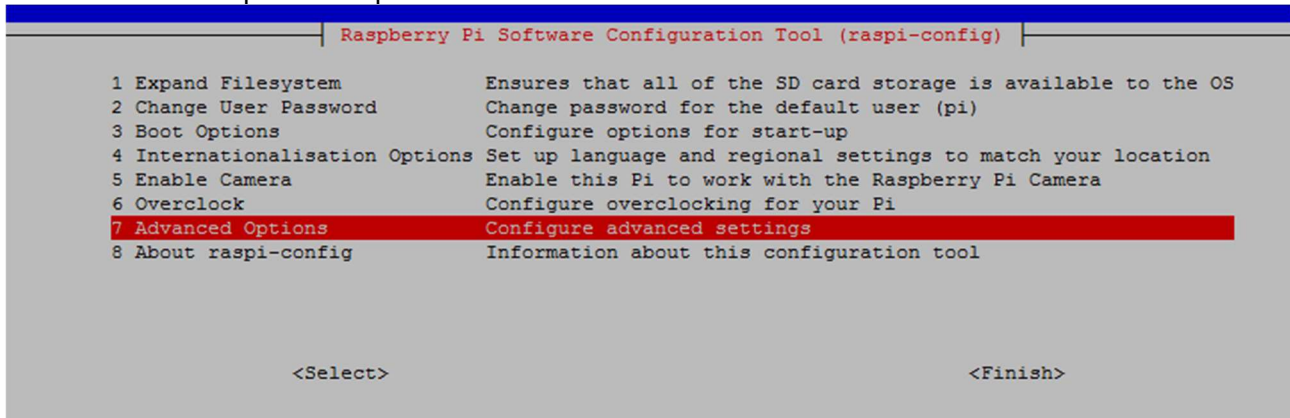 Raspberry Pi Software Configuration Tool (raspi-config)
1 Expand Filesystem Ensures that all of the SD card storage is available to the OS
2 Change User Password Change password for the default user (pi)
3 Boot Options Configure options for start-up
4 Internationalisation Options Set up language and regional settings to match your location
5 Enable Camera Enable this Pi to work with the Raspberry Pi Camera
6 Overclock Configure overclocking for your Pi
7 Advanced Options Configure advanced settings
8 About raspi-config Information about this configuration tool
<Select> <Finish>